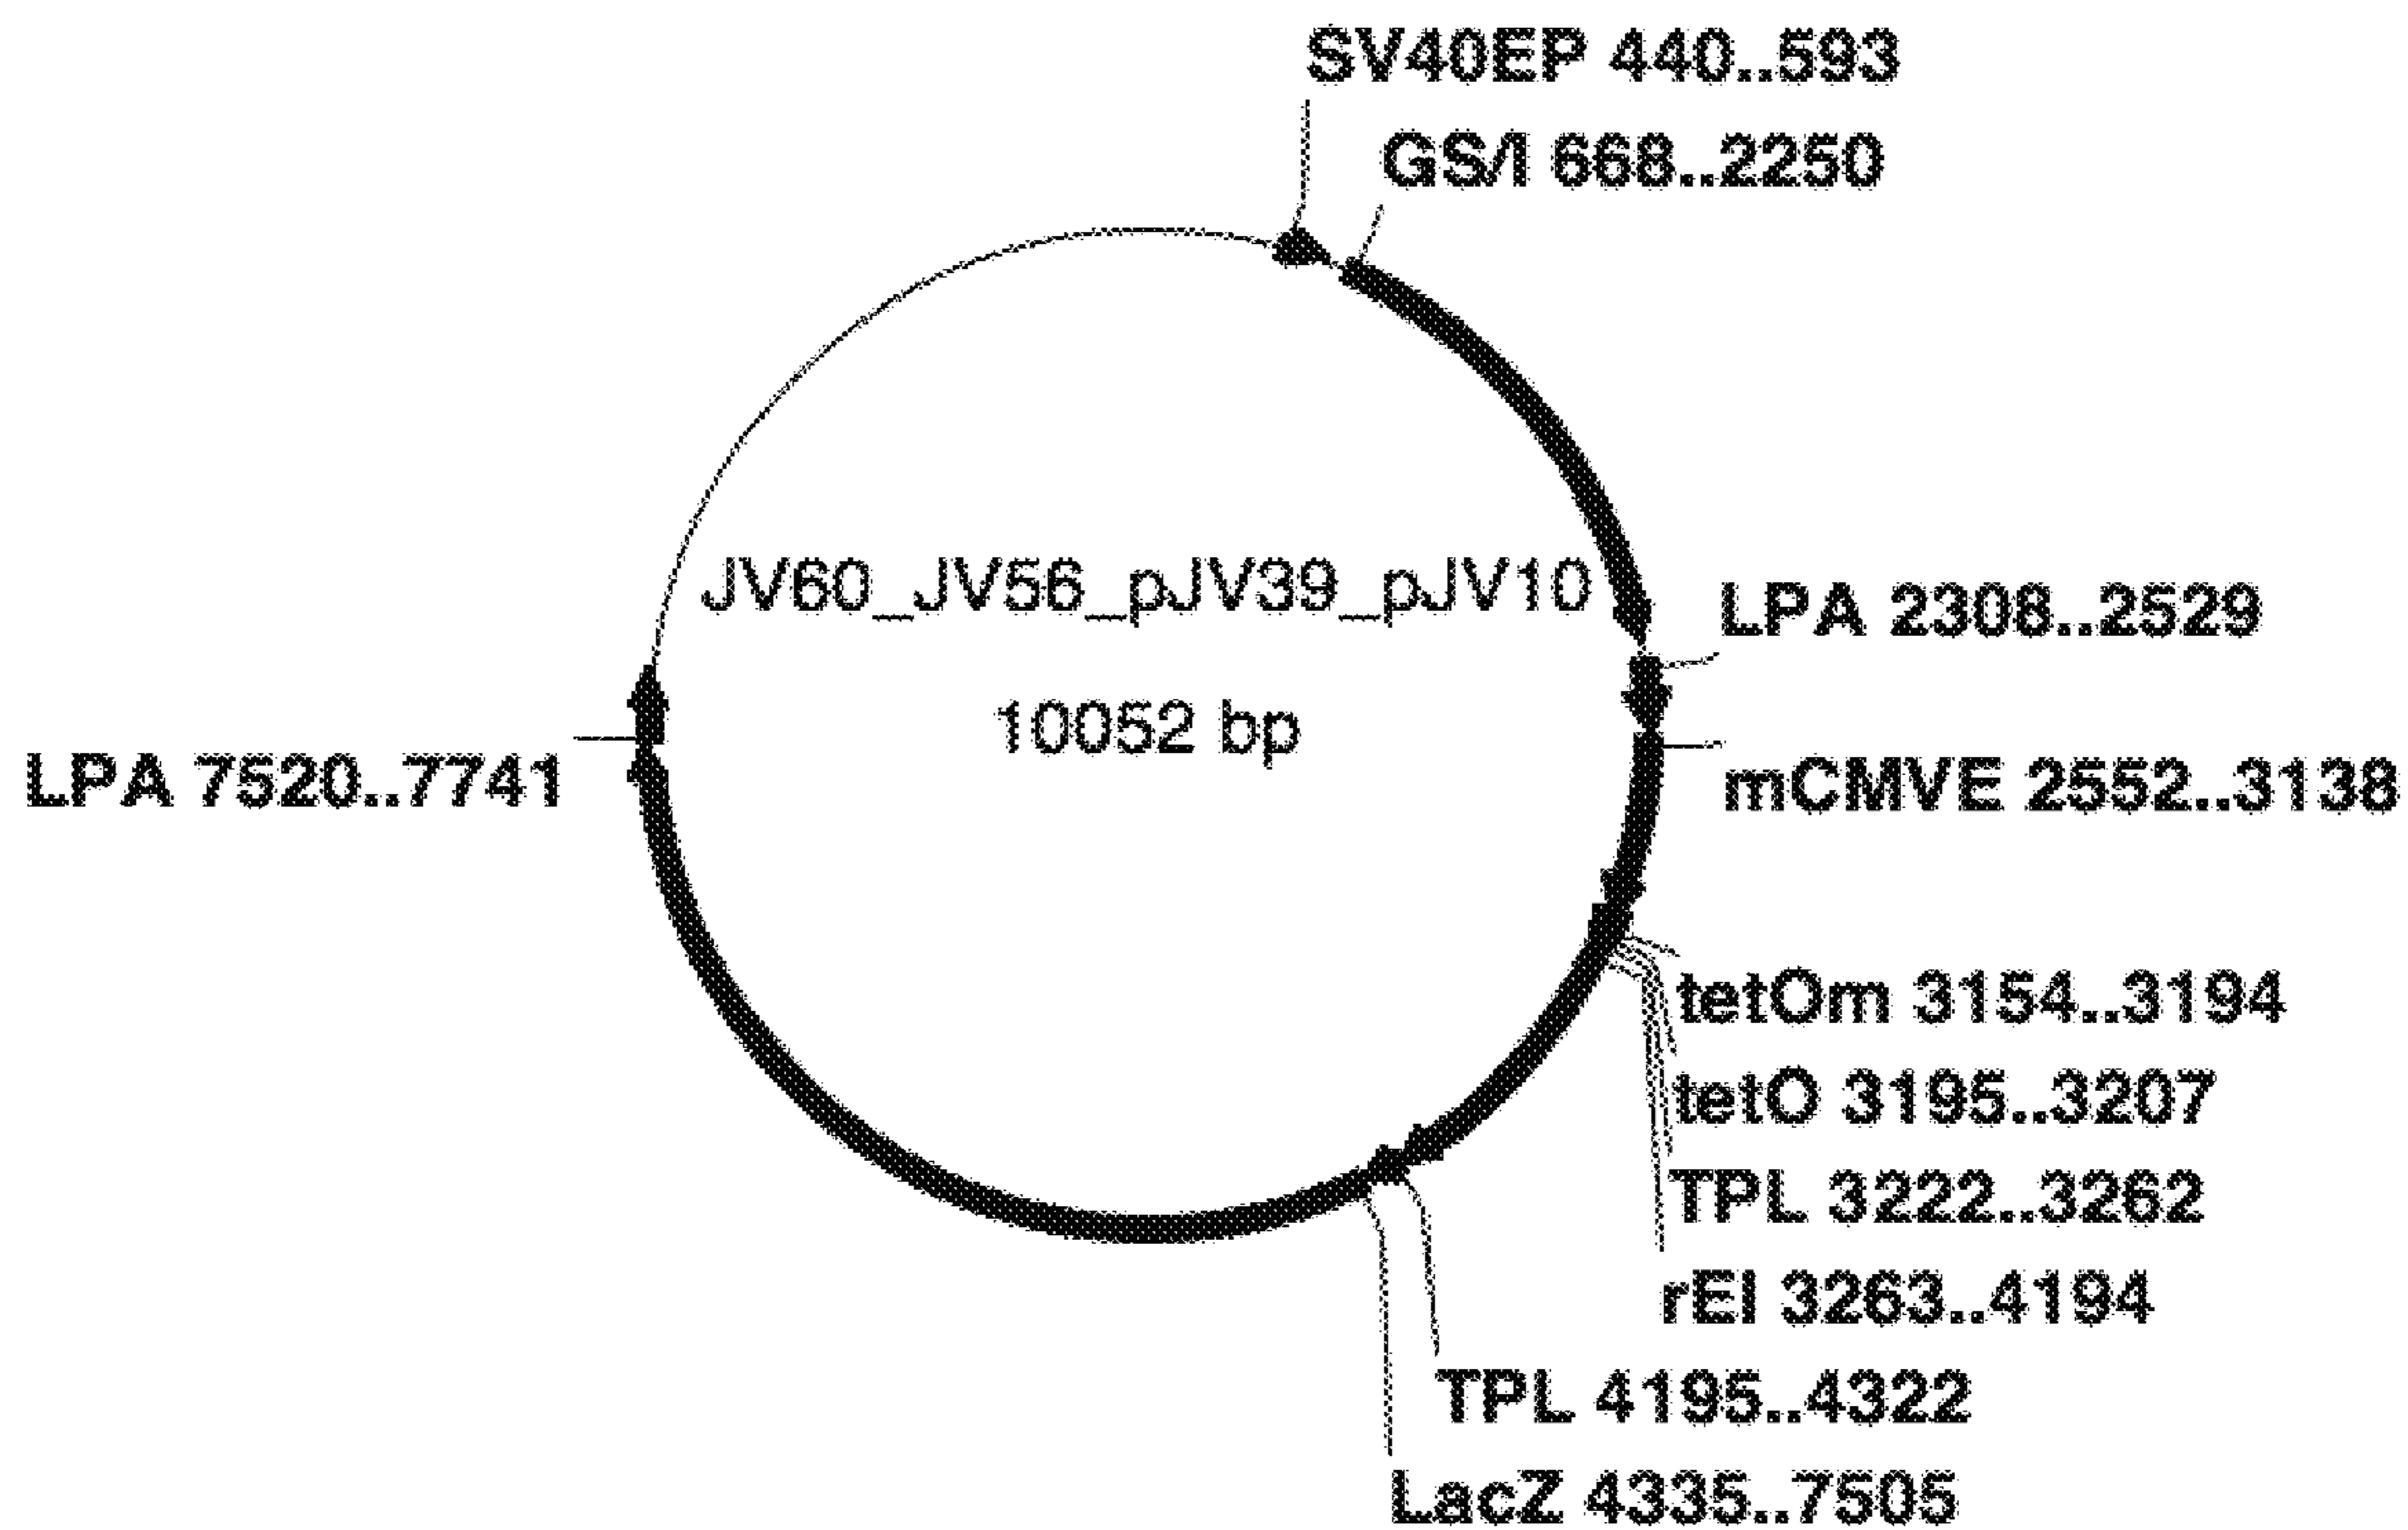 SV40EP 440..593
GS/I 668..2250
JV60_JV56_pJV39_pJV10
LPA 2308..2529
10052 bp
LPA 7520..7741
mCMVE 2552..3138
tetOm 3154..3194
tetO 3195..3207
TPL 3222..3262
rEI 3263..4194
TPL 4195..4322
LacZ 4335..7505